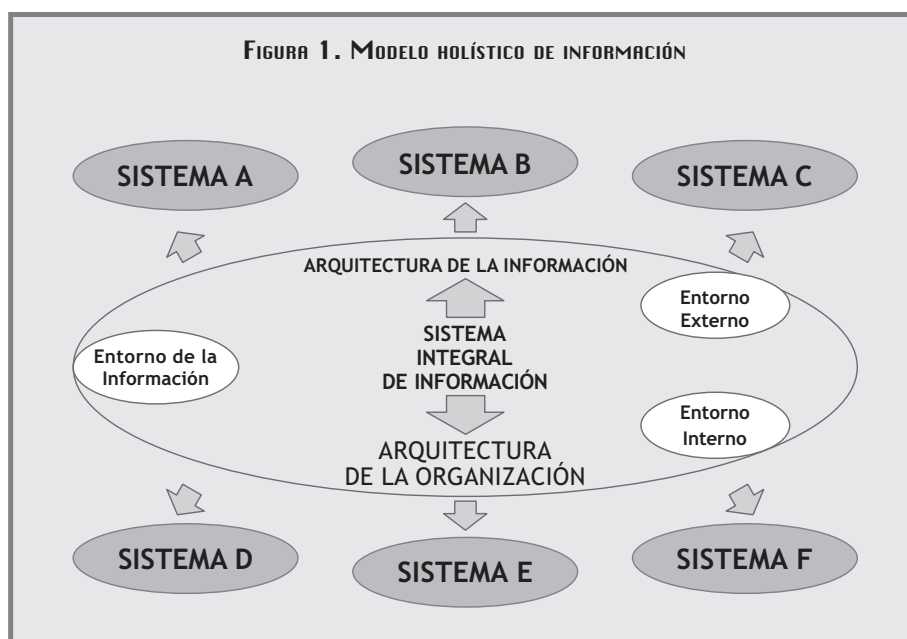 FIGURA 1. MODELO HOLÍSTICO DE INFORMACIÓN
SISTEMA A
SISTEMA B
SISTEMA C
ARQUITECTURA DE LA INFORMACIÓN
Entorno
Externo
SISTEMA
INTEGRAL
DE INFORMACIÓN
Entorno de la
Información
Entorno
Interno
ARQUITECTURA
DE LA ORGANIZACIÓN
SISTEMA D
SISTEMA E
SISTEMA F